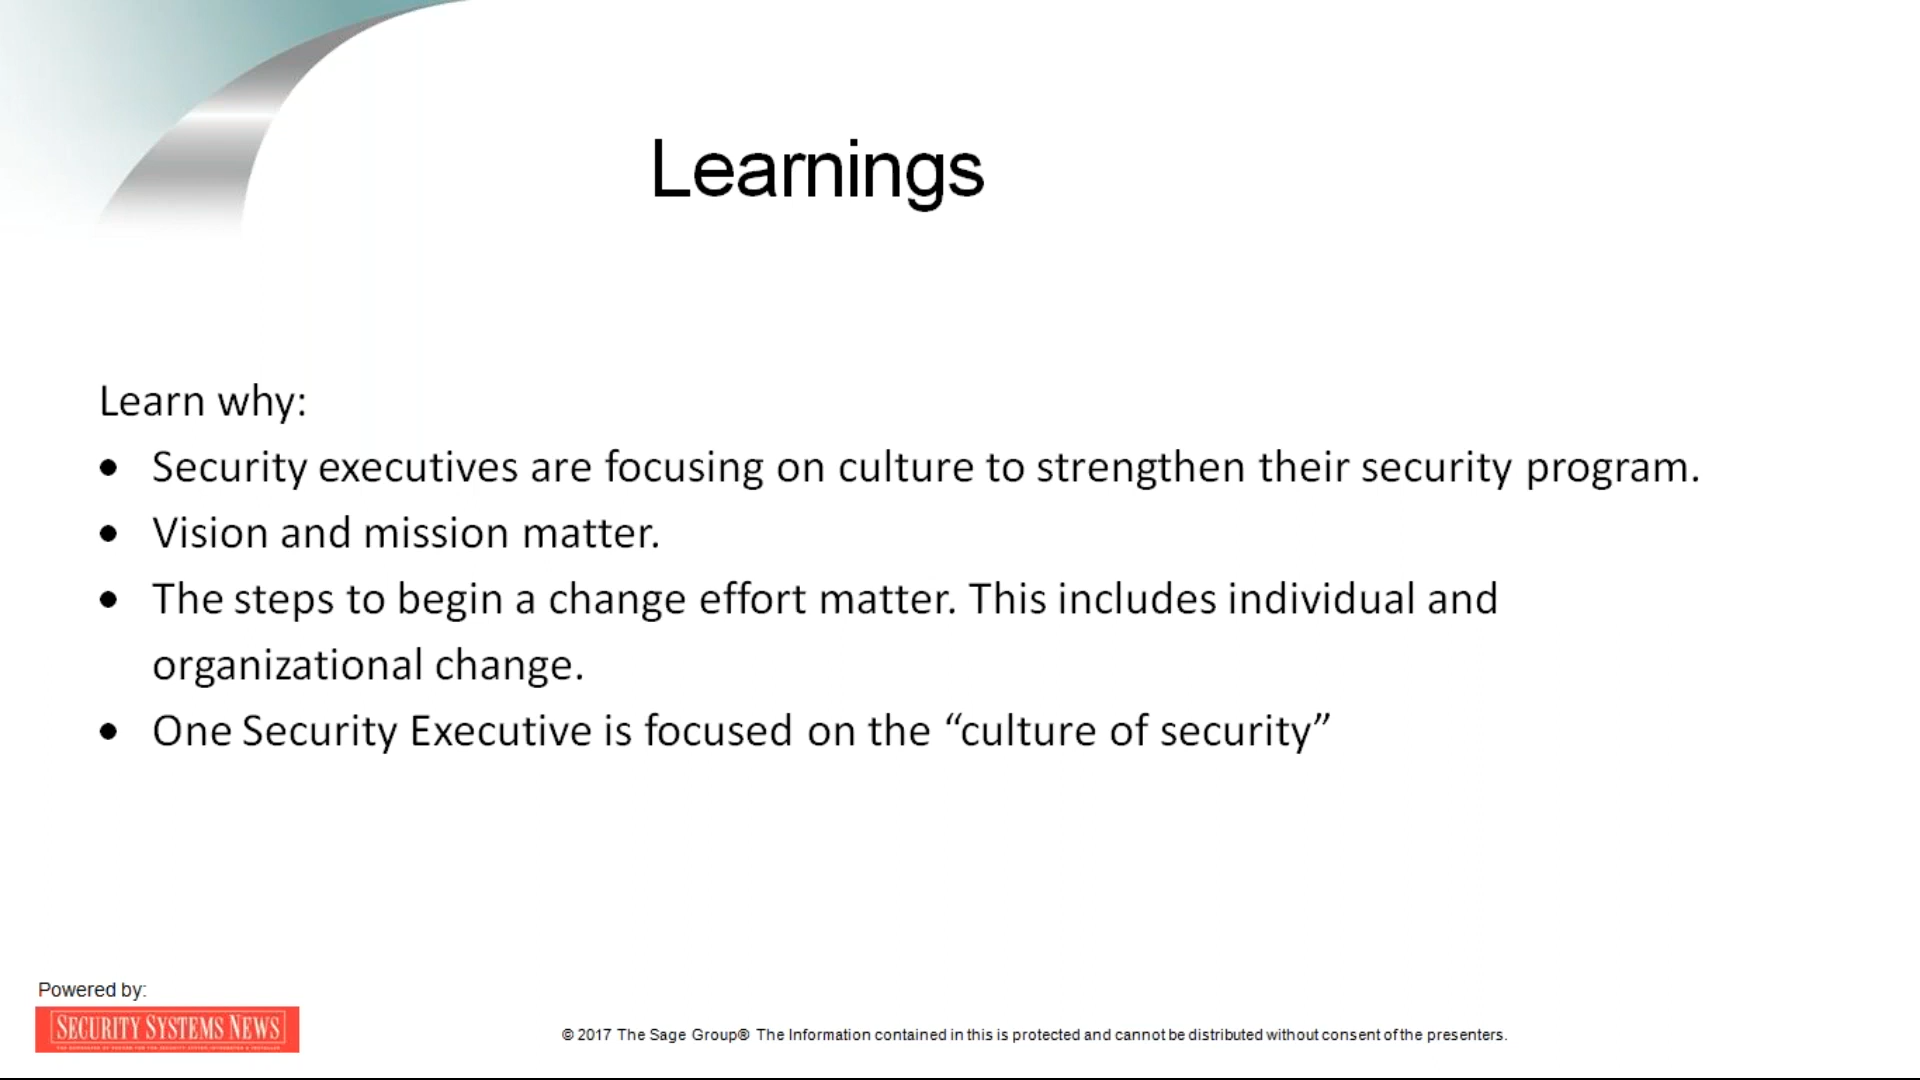 Learnings
Learn why:
• Security executives are focusing on culture to strengthen their security program.
• Vision and mission matter.
• The steps to begin a change effort matter. This includes individual and
organizational change.
• One Security Executive is focused on the “culture of security”
Powered by:
SECURITY SYSTEMS NEWS
© 2017 The Sage Group® The Information contained in this is protected and cannot be distributed without consent of the presenters.